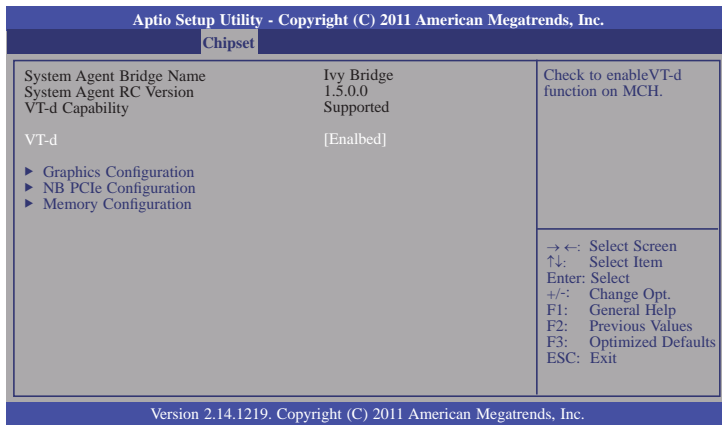 Aptio Setup Utility - Copyright (C) 2011 American Megatrends, Inc.
Chipset
System Agent Bridge Name Ivy Bridge
System Agent RC Version 1.5.0.0
VT-d Capability Supported
VT-d [Enalbed]
▶ Graphics Configuration
▶ NB PCIe Configuration
▶ Memory Configuration
Check to enableVT-d
function on MCH.
→ ←: Select Screen
↑↓: Select Item
Enter: Select
+/-: Change Opt.
F1: General Help
F2: Previous Values
F3: Optimized Defaults
ESC: Exit
Version 2.14.1219. Copyright (C) 2011 American Megatrends, Inc.